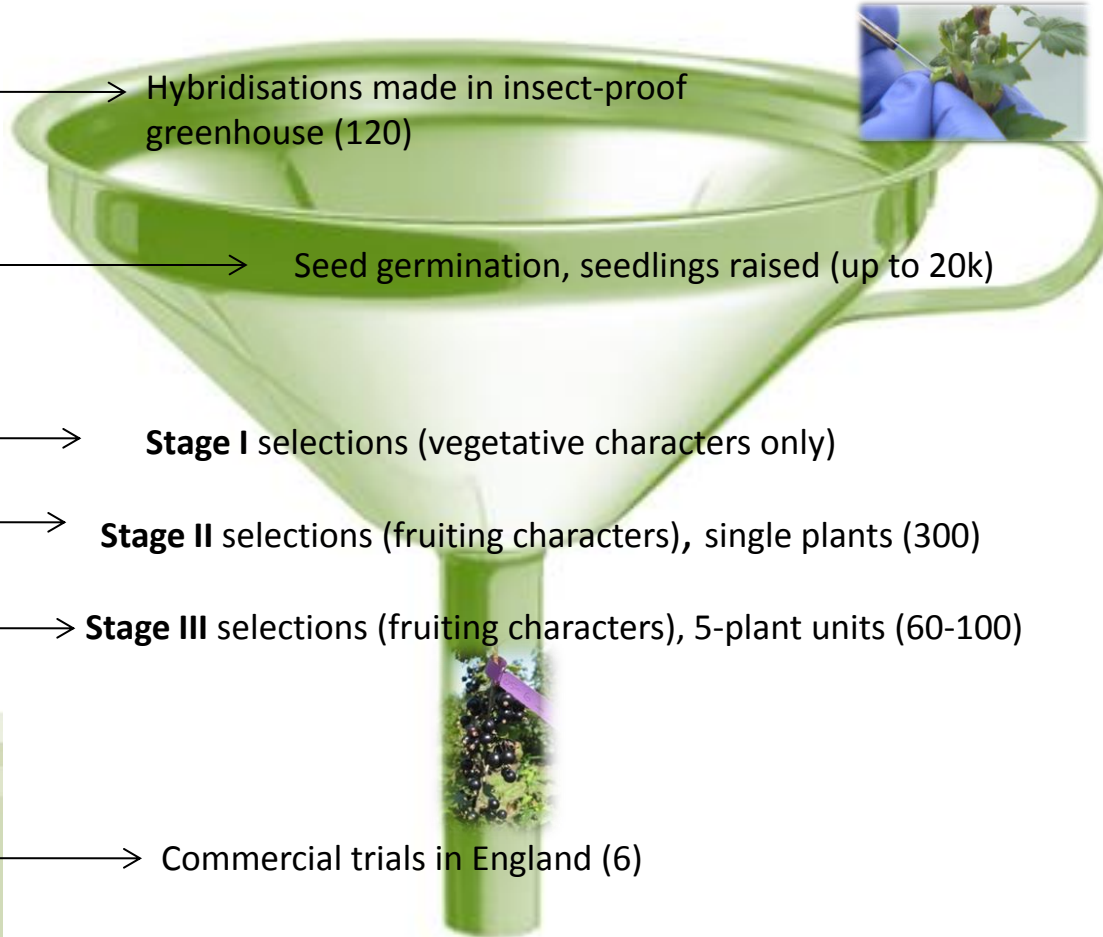 Hybridisations made in insect-proof
greenhouse (120)
Seed germination, seedlings raised (up to 20k)
Stage I selections (vegetative characters only)
Stage II selections (fruiting characters), single plants (300)
Stage III selections (fruiting characters), 5-plant units (60-100)
Commercial trials in England (6)